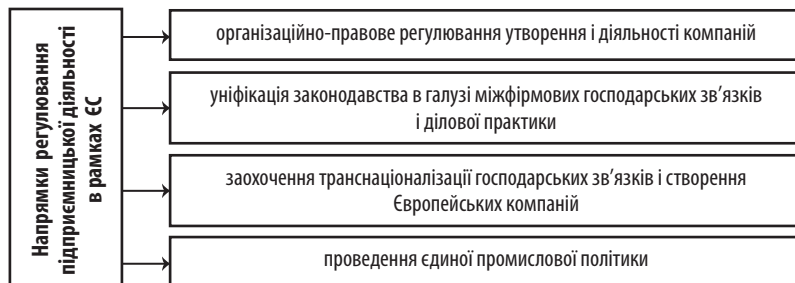 Напрямки регулювання
підприємницької діяльності
в рамках ЄС
організаційно-правове регулювання утворення і діяльності компаній
уніфікація законодавства в галузі міжфірмових господарських зв’язків
і ділової практики
заохочення транснаціоналізації господарських зв’язків і створення
Європейських компаній
проведення єдиної промислової політики